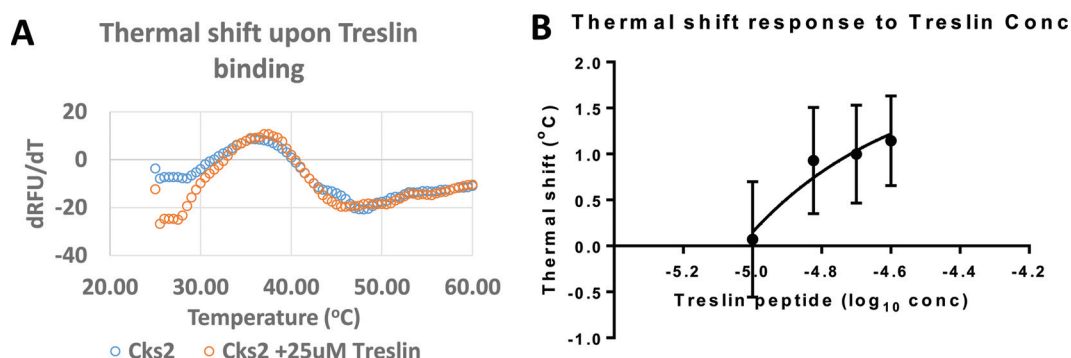 A
Thermal shift upon Treslin
binding
20
0
-20
-40
dRFU/dT
20.00 30.00 40.00 50.00 60.00
Temperature (°C)
Cks2 Cks2 +25uM Treslin
B Thermal shift response to Treslin Conc
2.0
1.5
1.0
0.5
0.0
-0.5
-1.0
Thermal shift (°C)
-5.2 -5.0 -4.8 -4.6 -4.4 -4.2
Treslin peptide (log10 conc)